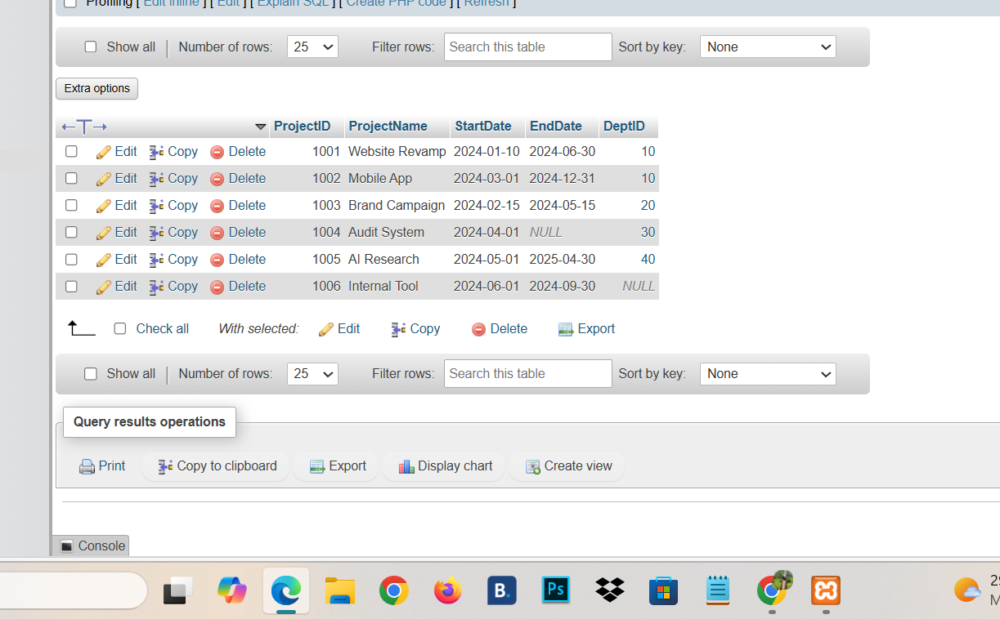 Profiling [ Edit inline ] [ Edit ] [ Explain SQL ] [ Create PHP code ] [ Refresh ]
Show all | Number of rows: 25 Filter rows: Search this table Sort by key: None
Extra options
←T→ ProjectID ProjectName StartDate EndDate DeptID
Edit Copy Delete 1001 Website Revamp 2024-01-10 2024-06-30 10
Edit Copy Delete 1002 Mobile App 2024-03-01 2024-12-31 10
Edit Copy Delete 1003 Brand Campaign 2024-02-15 2024-05-15 20
Edit Copy Delete 1004 Audit System 2024-04-01 NULL 30
Edit Copy Delete 1005 AI Research 2024-05-01 2025-04-30 40
Edit Copy Delete 1006 Internal Tool 2024-06-01 2024-09-30 NULL
Check all With selected: Edit Copy Delete Export
Show all | Number of rows: 25 Filter rows: Search this table Sort by key: None
Query results operations
Print Copy to clipboard Export Display chart Create view
Console
B. Ps